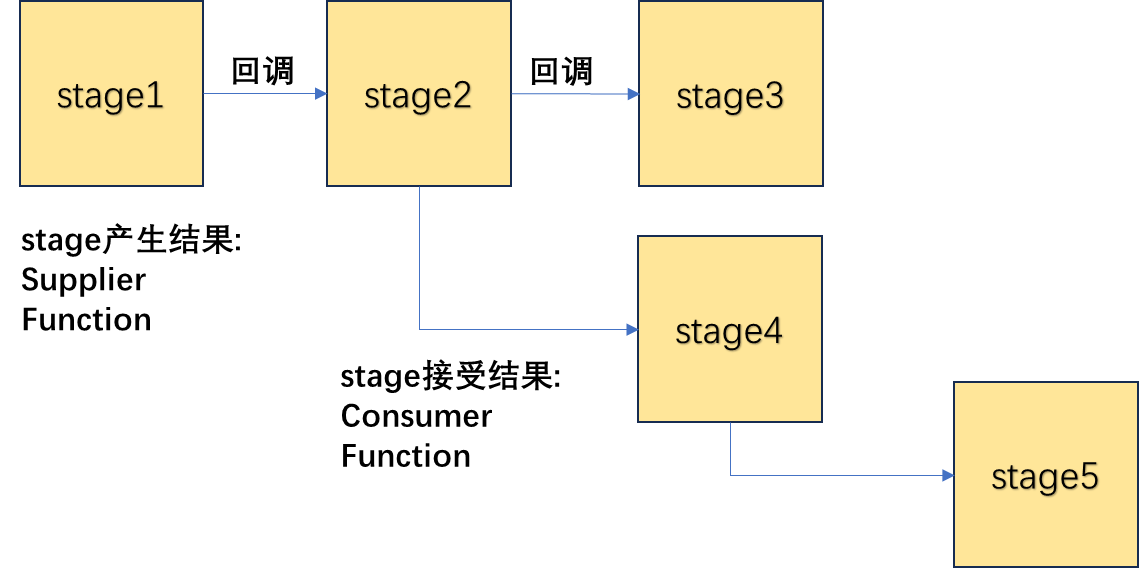 stage1
回调
stage2
回调
stage3
stage产生结果:
Supplier
Function
stage4
stage接受结果:
Consumer
Function
stage5